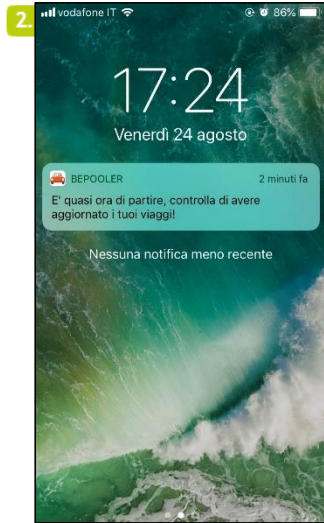 2.
vodafone IT 86%
17:24
Venerdì 24 agosto
BEPOOLER 2 minuti fa
E' quasi ora di partire, controlla di avere
aggiornato i tuoi viaggi!
Nessuna notifica meno recente